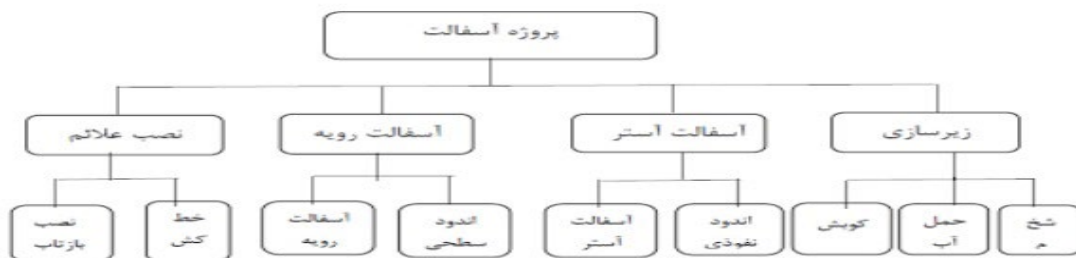 پروژه آسفالت
زیرسازی
آسفالت آستر
آسفالت رویه
نصب علائم
شخ
م
حمل
آب
کوبش
اندود
نفوذی
آسفالت
آستر
اندود
سطحی
آسفالت
رویه
خط
کش
نصب
بازتاب